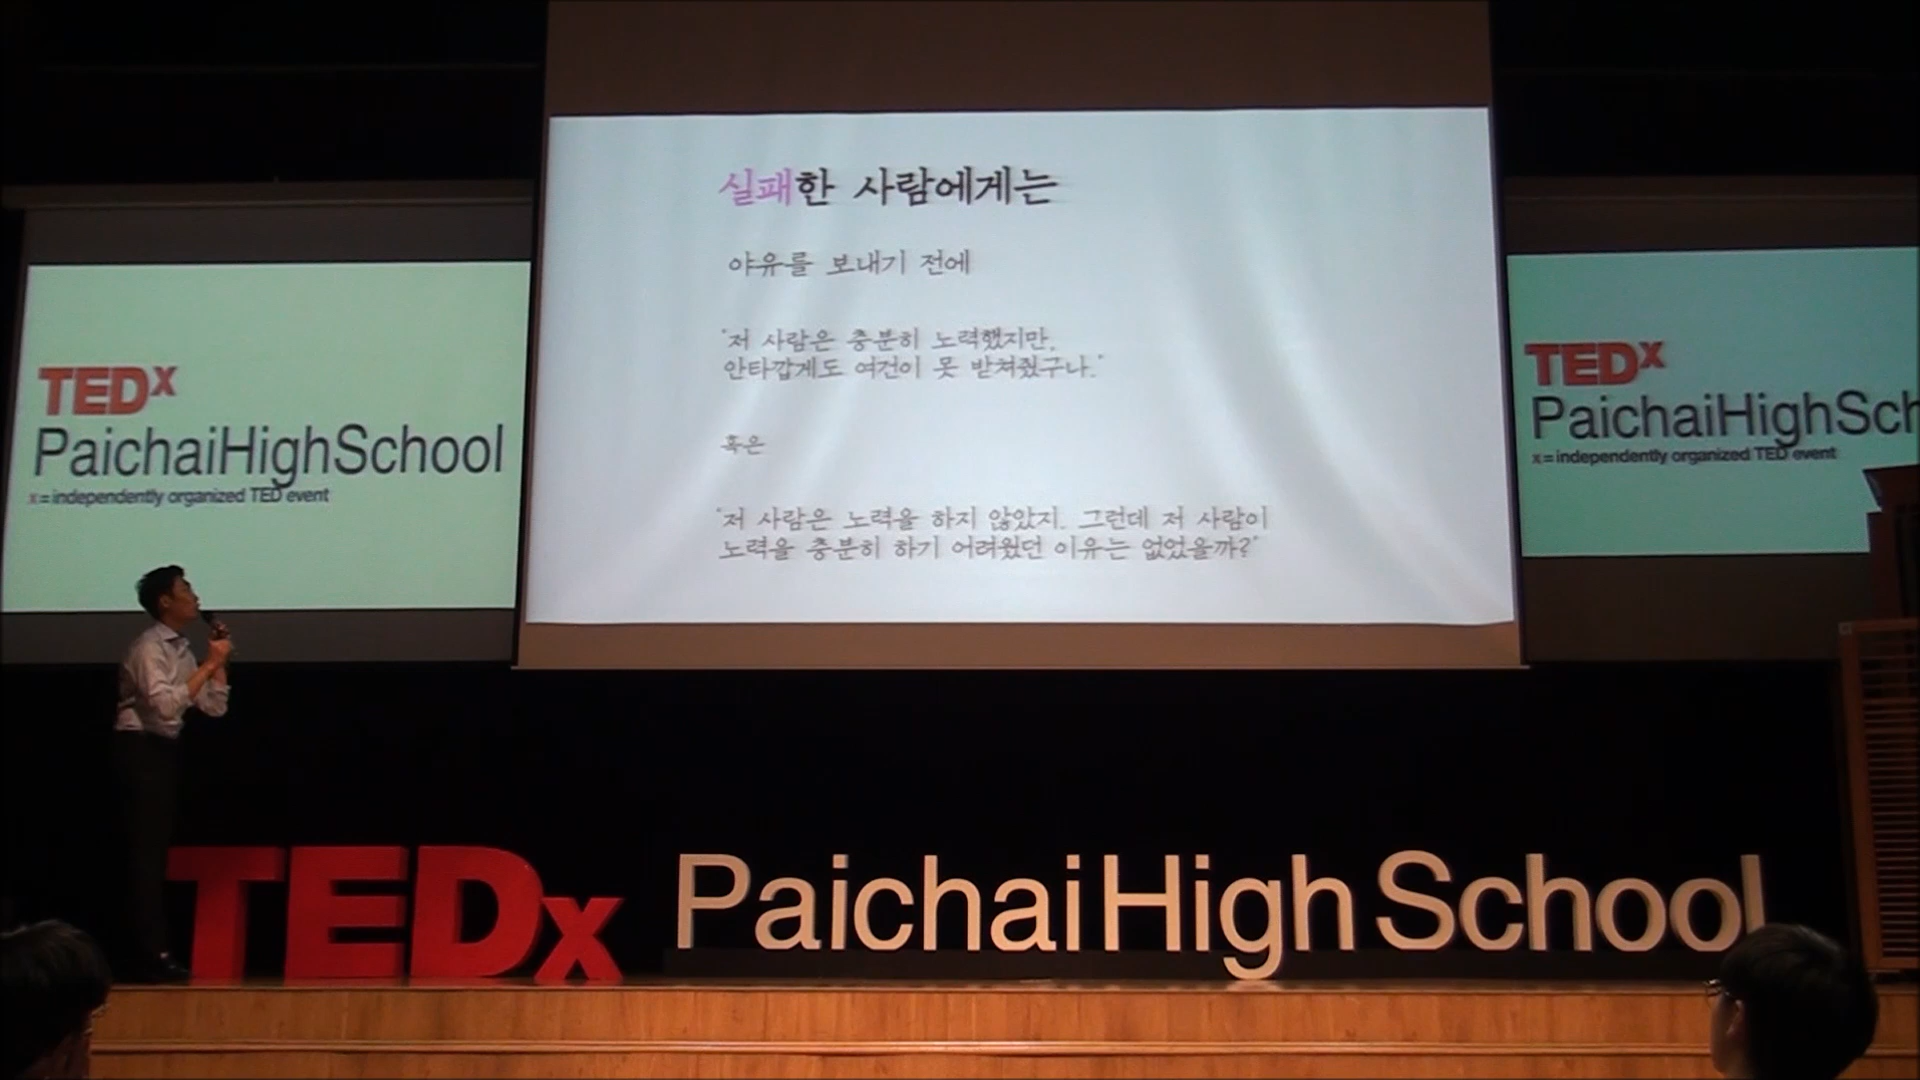 실패한 사람에게는
야유를 보내기 전에
'저 사람은 충분히 노력했지만,
안타깝게도 여건이 못 받쳐줬구나.'
혹은
'저 사람은 노력을 하지 않았지. 그런데 저 사람이
노력을 충분히 하기 어려웠던 이유는 없었을까?'
TEDx
PaichaiHighSchool
x=independently organized TED event
TEDx
PaichaiHighSch
x=independently organized TED event
TEDx PaichaiHighSchool